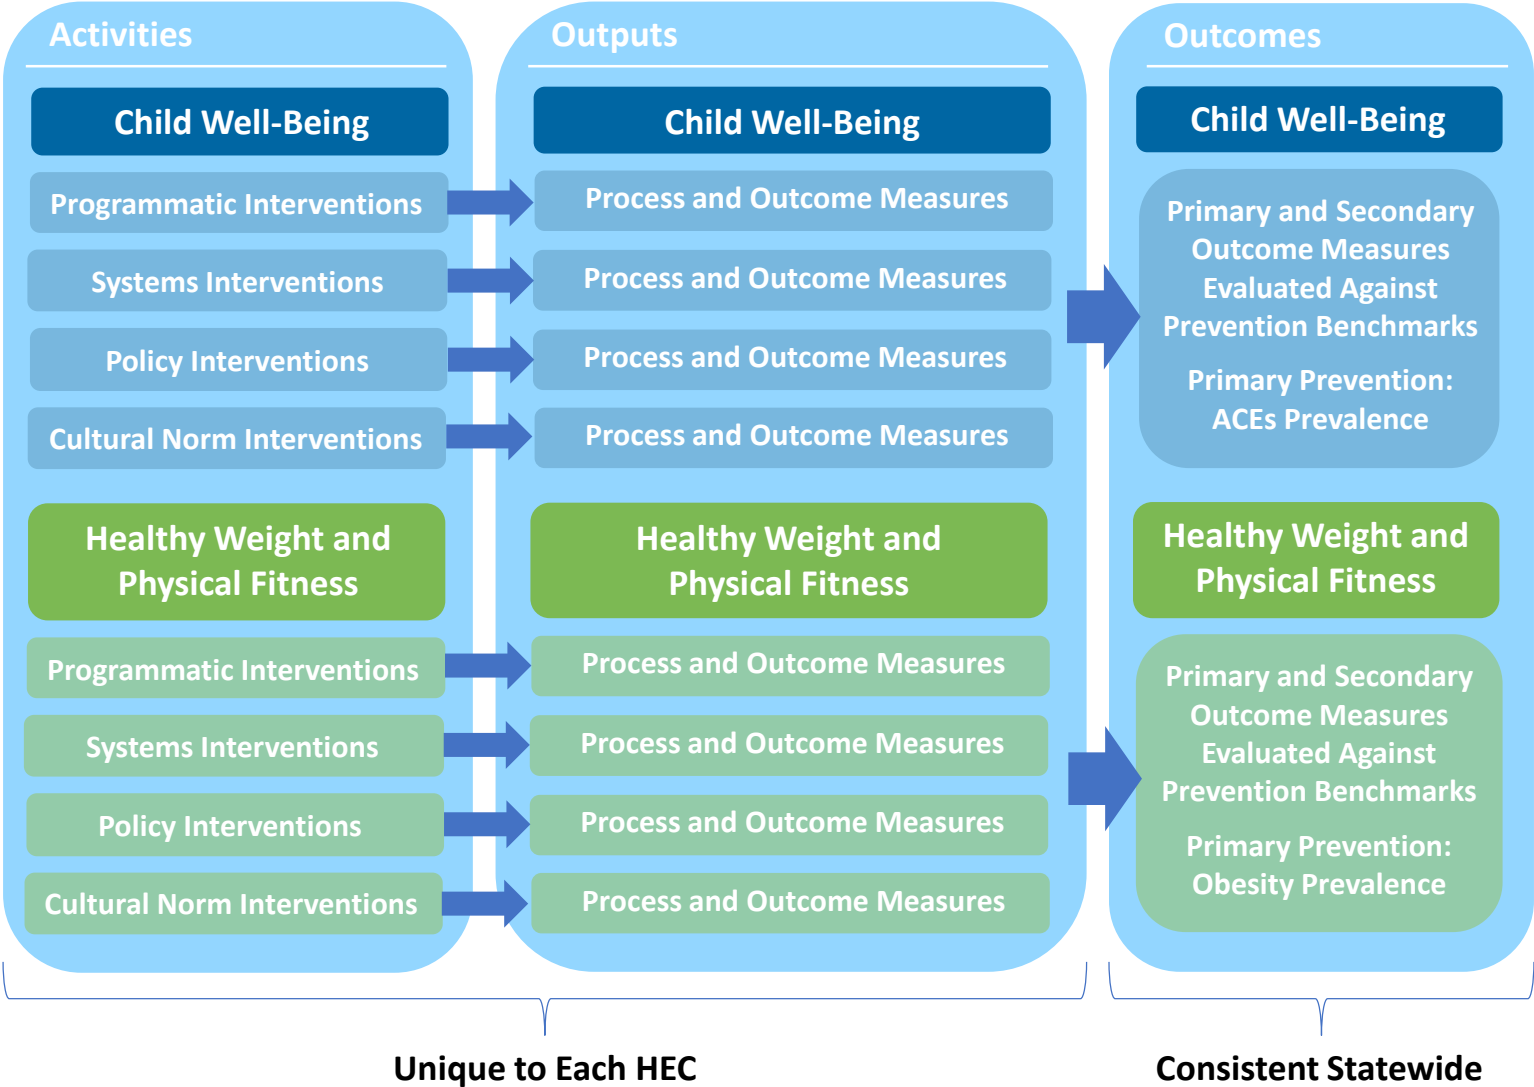 Activities
Child Well-Being
Programmatic Interventions
Systems Interventions
Policy Interventions
Cultural Norm Interventions
Healthy Weight and
Physical Fitness
Programmatic Interventions
Systems Interventions
Policy Interventions
Cultural Norm Interventions
Outputs
Child Well-Being
Process and Outcome Measures
Process and Outcome Measures
Process and Outcome Measures
Process and Outcome Measures
Healthy Weight and
Physical Fitness
Process and Outcome Measures
Process and Outcome Measures
Process and Outcome Measures
Process and Outcome Measures
Outcomes
Child Well-Being
Primary and Secondary
Outcome Measures
Evaluated Against
Prevention Benchmarks
Primary Prevention:
ACEs Prevalence
Healthy Weight and
Physical Fitness
Primary and Secondary
Outcome Measures
Evaluated Against
Prevention Benchmarks
Primary Prevention:
Obesity Prevalence
Unique to Each HEC
Consistent Statewide